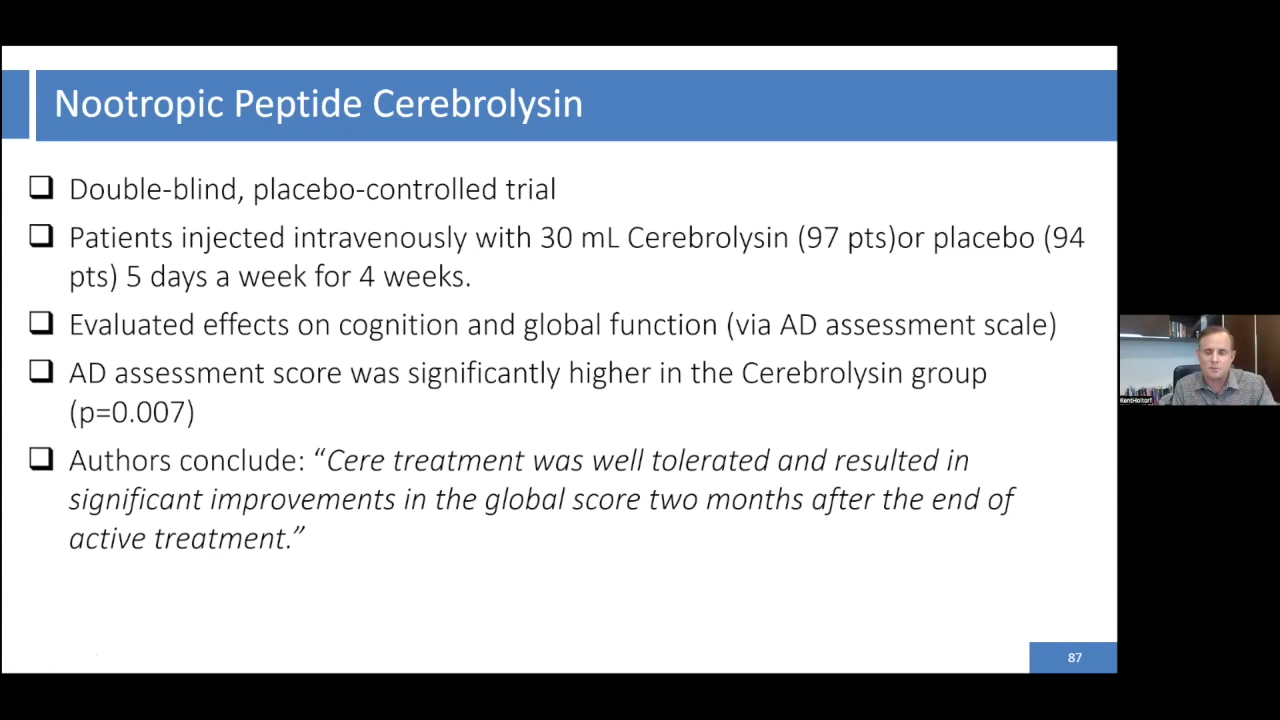 Nootropic Peptide Cerebrolysin
Double-blind, placebo-controlled trial
Patients injected intravenously with 30 mL Cerebrolysin (97 pts)or placebo (94
pts) 5 days a week for 4 weeks.
Evaluated effects on cognition and global function (via AD assessment scale)
AD assessment score was significantly higher in the Cerebrolysin group
(p=0.007)
Authors conclude: “Cere treatment was well tolerated and resulted in
significant improvements in the global score two months after the end of
active treatment.”
KentHoltorf
87